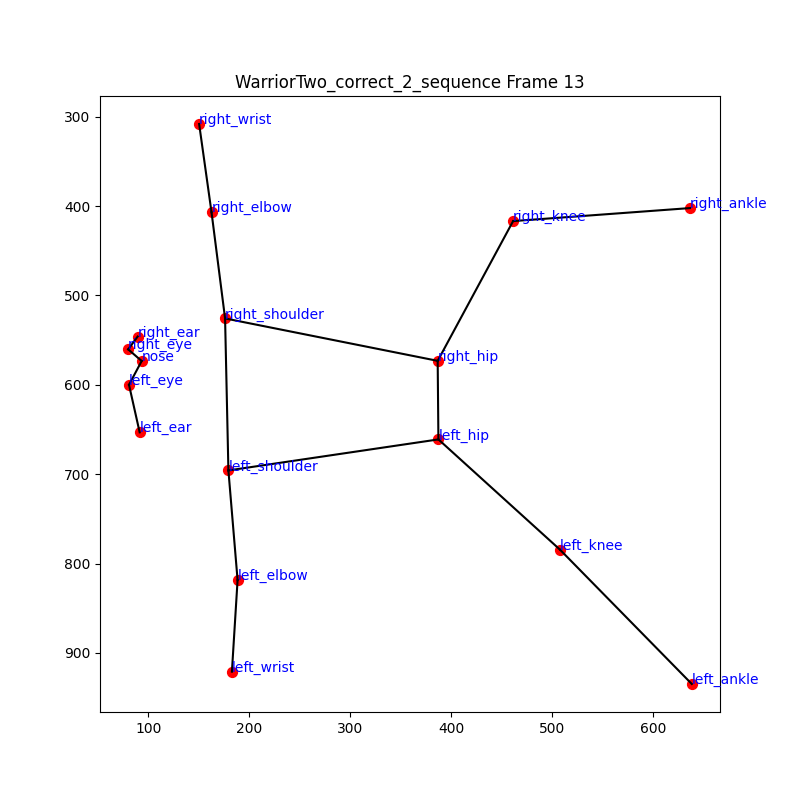 WarriorTwo_correct_2_sequence Frame 13
300
400
500
600
700
800
900
100
200
300
400
500
600
right_wrist
right_elbow
right_ankle
right_knee
right_shoulder
right_ear
right_eye
nose
right_hip
left_eye
left_ear
left_hip
left_shoulder
left_knee
left_elbow
left_wrist
left_ankle